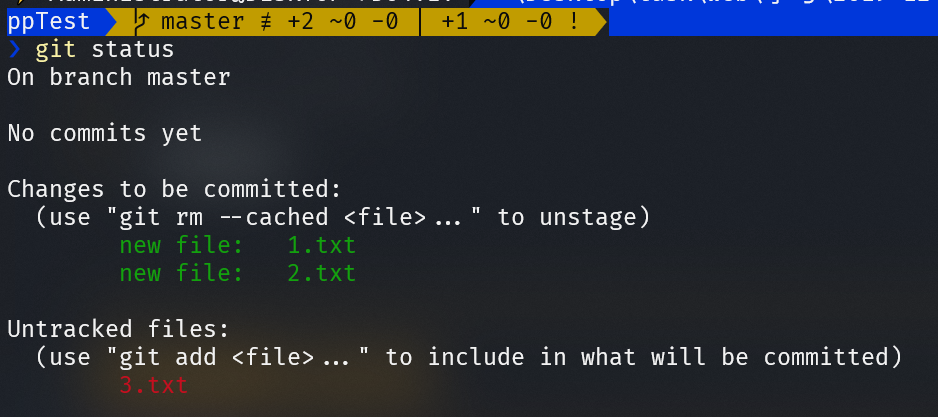 ppTest master ≢ +2 ~0 -0 | +1 ~0 -0 !
❯ git status
On branch master
No commits yet
Changes to be committed:
(use "git rm --cached <file>..." to unstage)
new file: 1.txt
new file: 2.txt
Untracked files:
(use "git add <file>..." to include in what will be committed)
3.txt